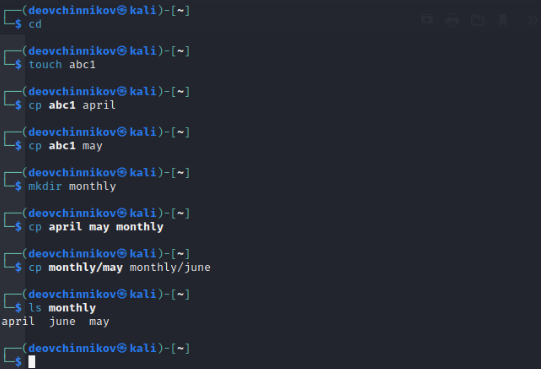 ┌──(deovchinnikov㉿kali)-[~]
└─$ cd
┌──(deovchinnikov㉿kali)-[~]
└─$ touch abc1
┌──(deovchinnikov㉿kali)-[~]
└─$ cp abc1 april
┌──(deovchinnikov㉿kali)-[~]
└─$ cp abc1 may
┌──(deovchinnikov㉿kali)-[~]
└─$ mkdir monthly
┌──(deovchinnikov㉿kali)-[~]
└─$ cp april may monthly
┌──(deovchinnikov㉿kali)-[~]
└─$ cp monthly/may monthly/june
┌──(deovchinnikov㉿kali)-[~]
└─$ ls monthly
april  june  may
┌──(deovchinnikov㉿kali)-[~]
└─$